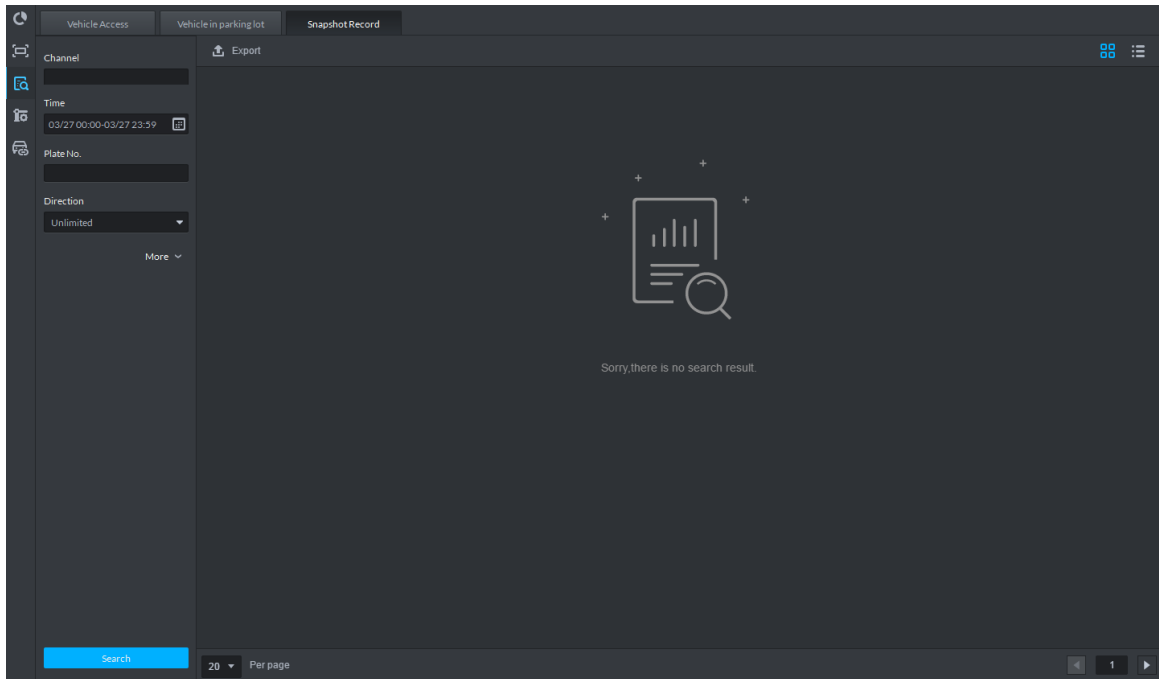 Vehicle Access
Vehicle in parking lot
Snapshot Record
Channel
Export
Time
03/27 00:00-03/27 23:59
Plate No.
Direction
Unlimited
More
Sorry,there is no search result.
Search
20
Per page
1